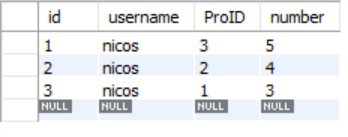 id username ProID number
1 nicos 3 5
2 nicos 2 4
3 nicos 1 3
NULL NULL NULL NULL